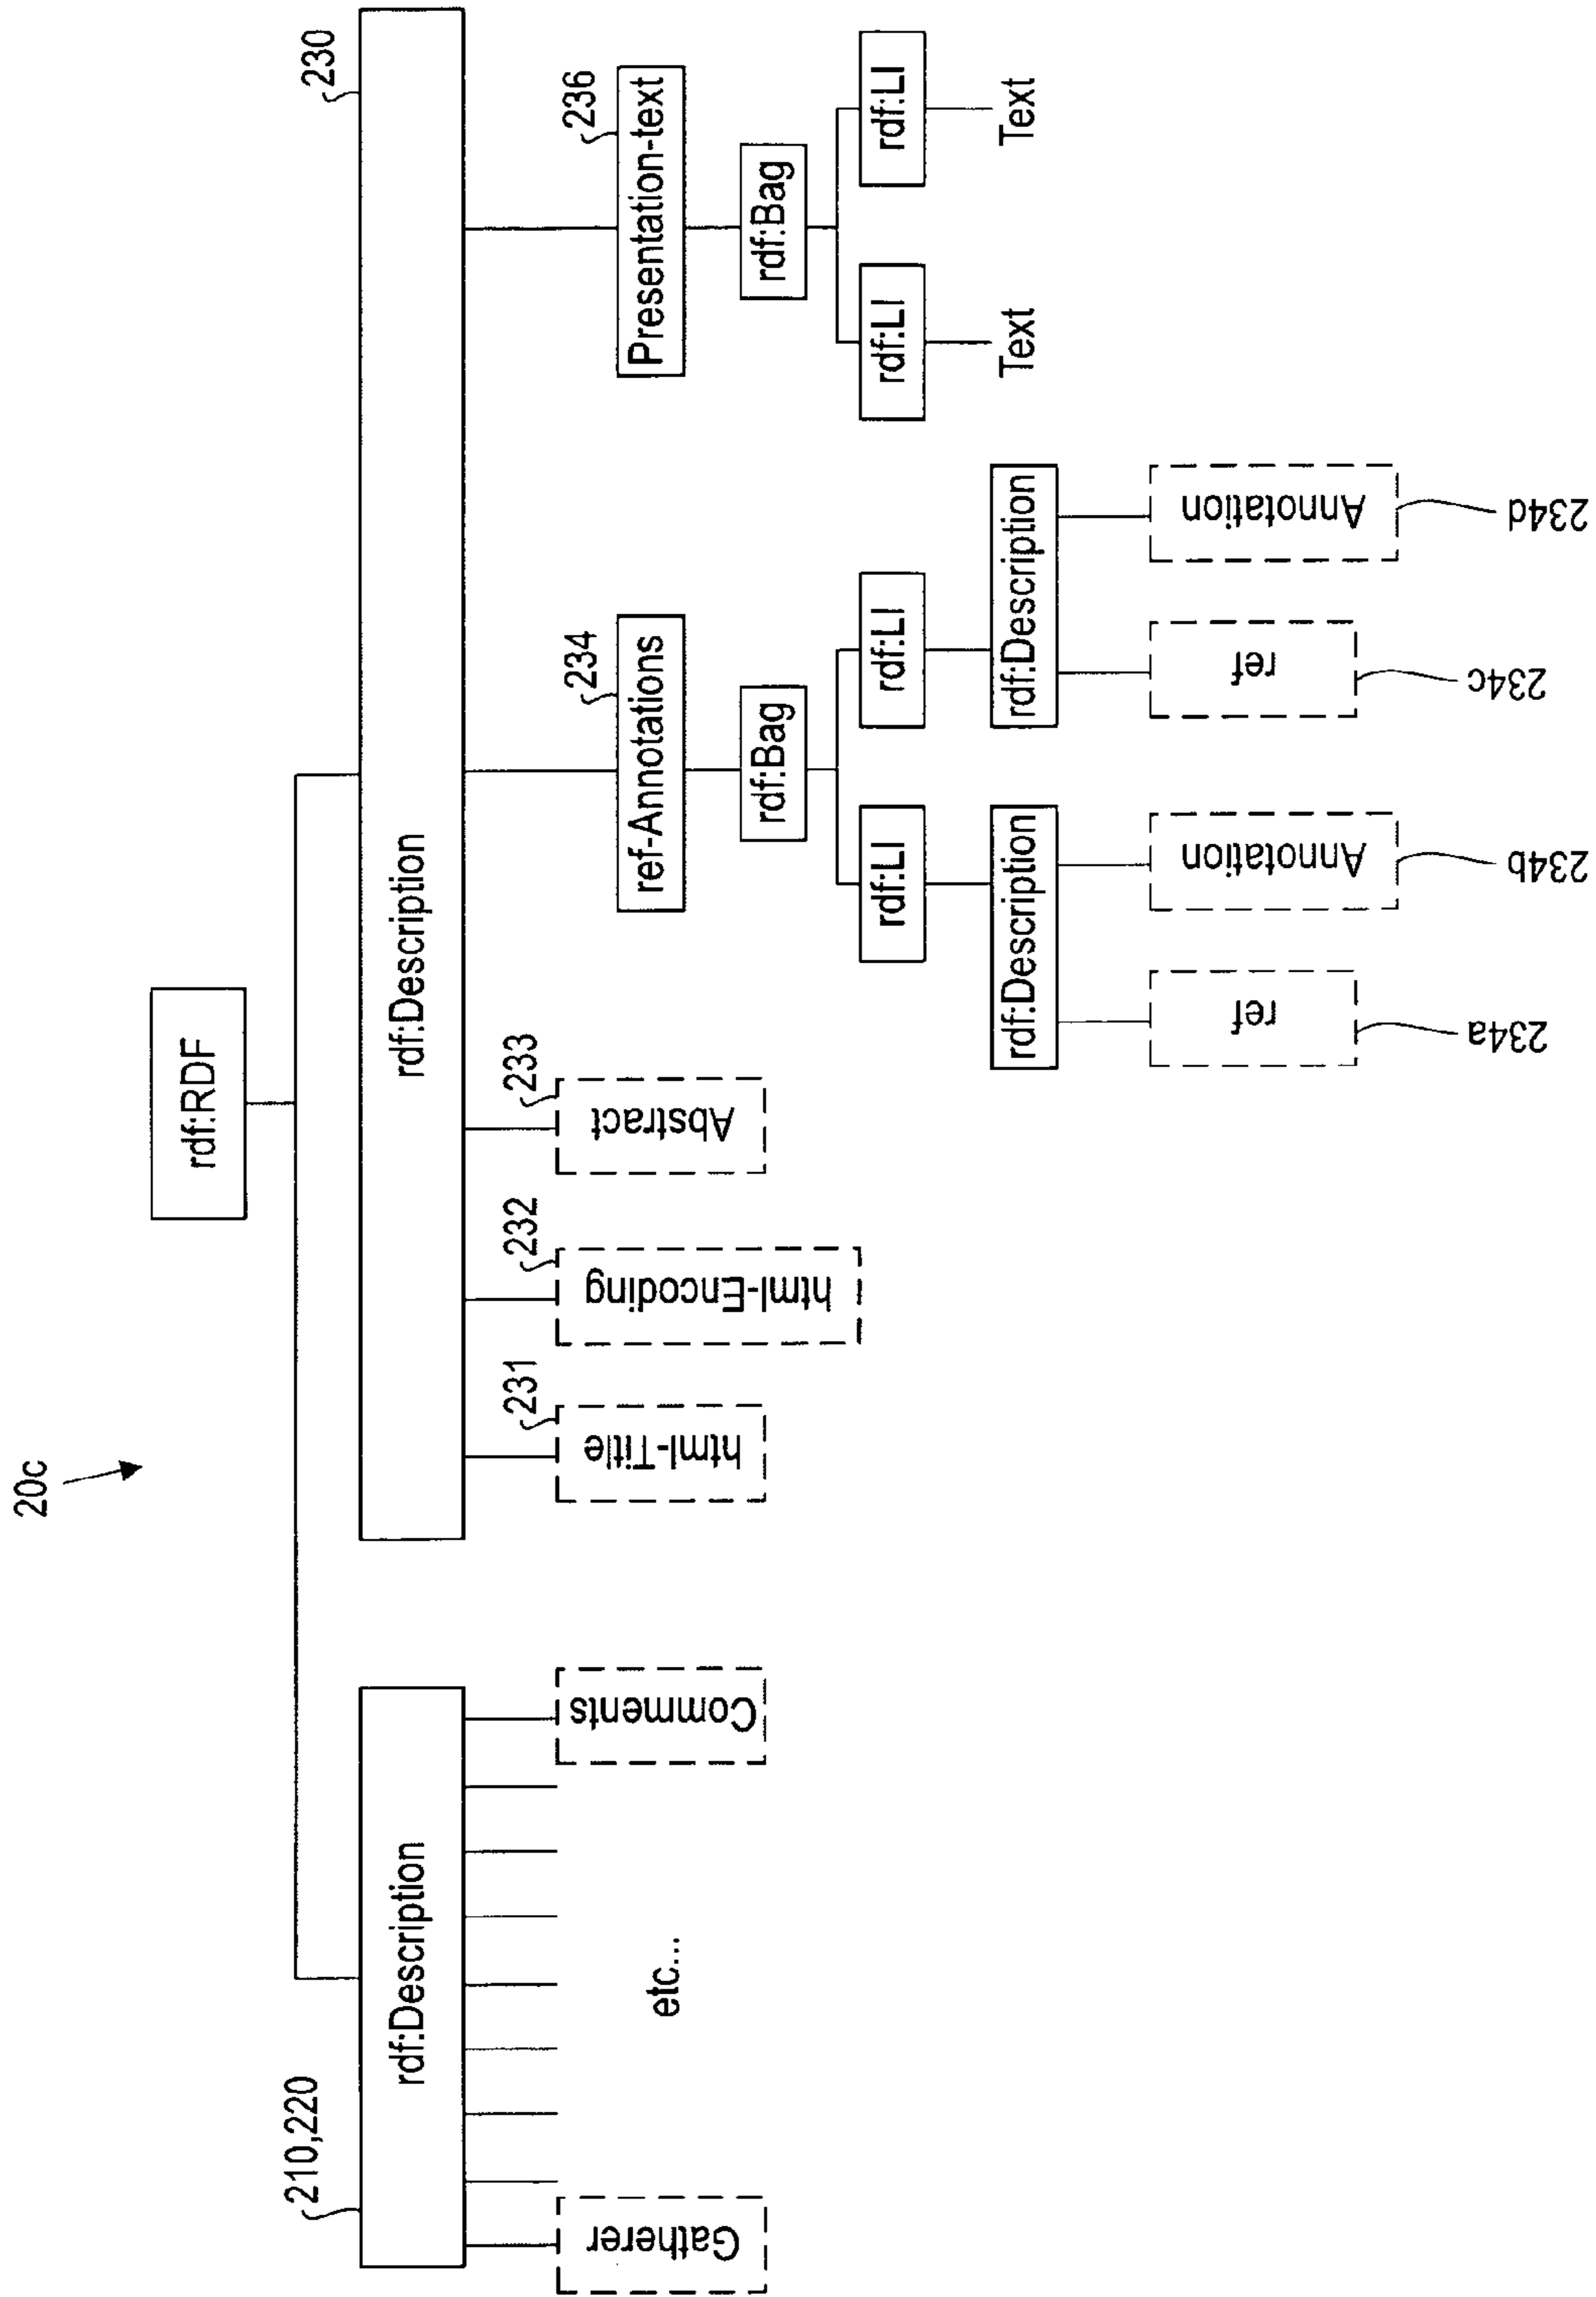 20c
rdf:RDF
210,220
rdf:Description
230
rdf:Description
Gatherer
etc...
Comments
231
html-Title
232
html-Encoding
233
Abstract
234
ref-Annotations
236
Presentation-text
rdf:Bag
rdf:Bag
rdf:LI
rdf:LI
rdf:LI
rdf:LI
rdf:Description
rdf:Description
Text
Text
ref
Annotation
ref
Annotation
234a
234b
234c
234d